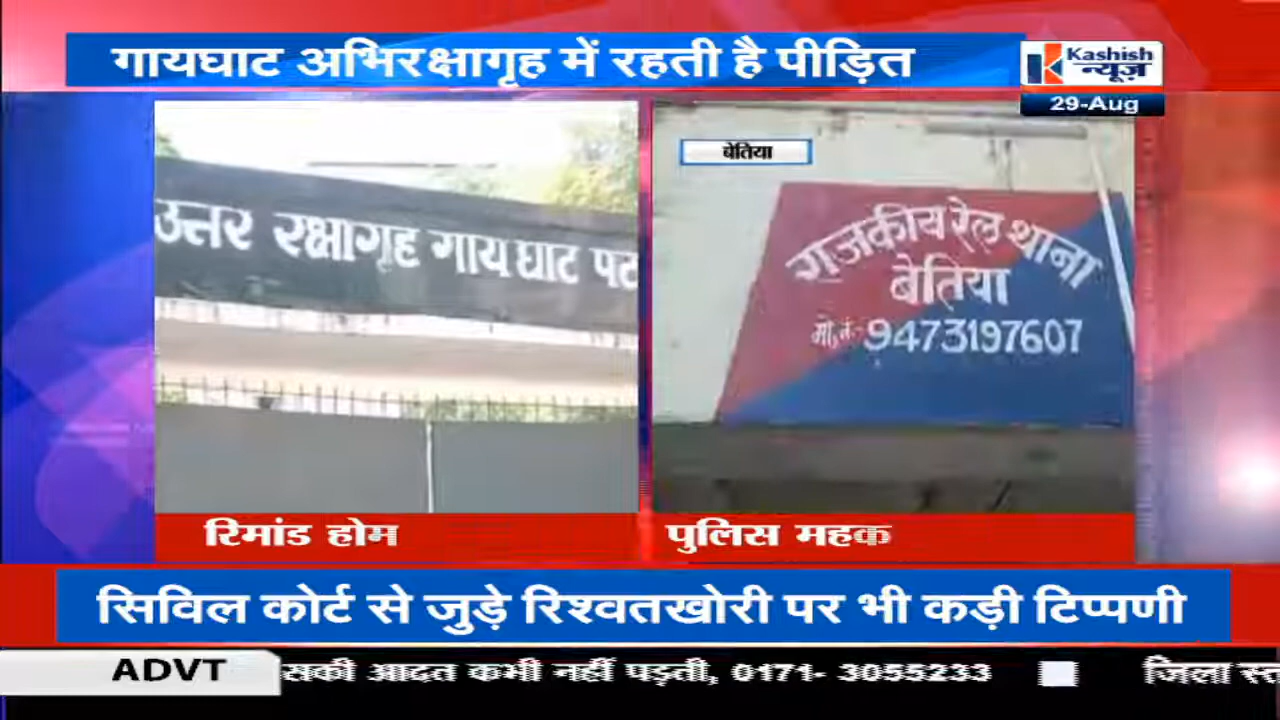 गायघाट अभिरक्षागृह में रहती है पीड़ित
Kashish
न्यूज़
29-Aug
उत्तर रक्षागृह गायघाट पट
बेतिया
राजकीय रेल थाना
बेतिया
मो. नं.- 9473197607
रिमांड होम
पुलिस महक
सिविल कोर्ट से जुड़े रिश्वतखोरी पर भी कड़ी टिप्पणी
ADVT
सकी आदत कभी नहीं पड़ती, 0171- 3055233
जिला स्त